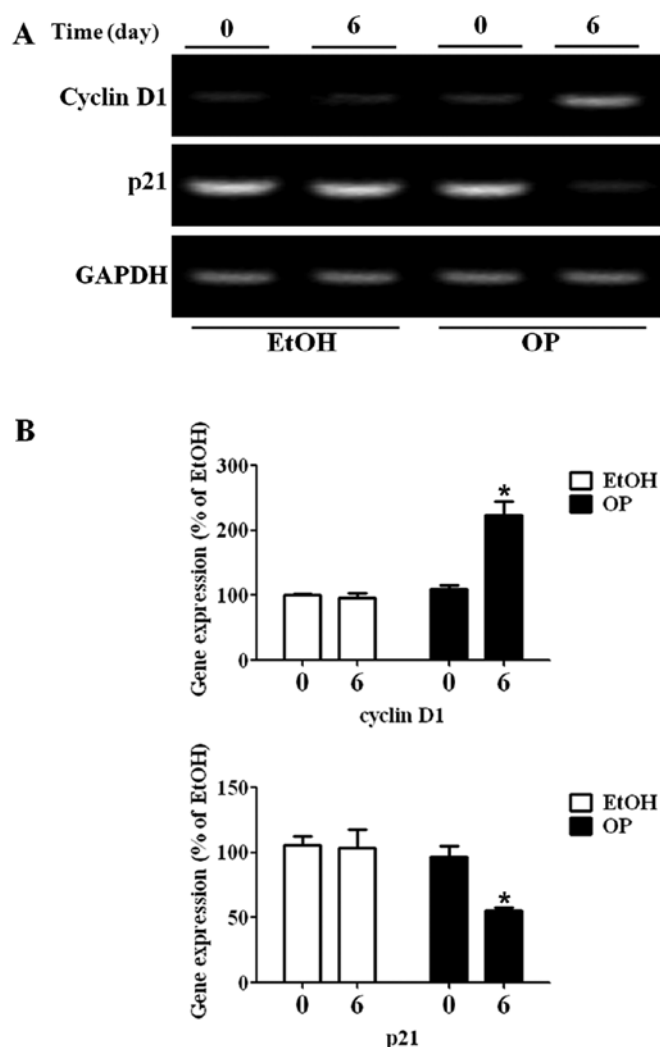 A Time (day) 0 6 0 6
Cyclin D1
p21
GAPDH
EtOH OP
B
Gene expression (% of EtOH)
300
200
100
0
0 6 0 6
cyclin D1
*
EtOH
OP
Gene expression (% of EtOH)
150
100
50
0
0 6 0 6
p21
*
EtOH
OP